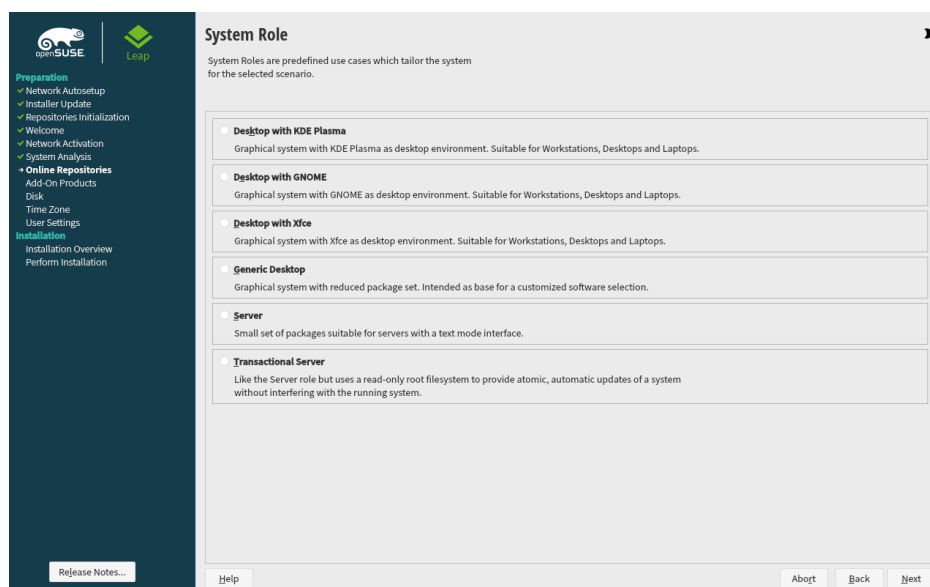 openSUSE
Leap
Preparation
Network Autosetup
Installer Update
Repositories Initialization
Welcome
Network Activation
System Analysis
Online Repositories
Add-On Products
Disk
Time Zone
User Settings
Installation
Installation Overview
Perform Installation
Release Notes...
System Role
System Roles are predefined use cases which tailor the system
for the selected scenario.
Desktop with KDE Plasma
Graphical system with KDE Plasma as desktop environment. Suitable for Workstations, Desktops and Laptops.
Desktop with GNOME
Graphical system with GNOME as desktop environment. Suitable for Workstations, Desktops and Laptops.
Desktop with Xfce
Graphical system with Xfce as desktop environment. Suitable for Workstations, Desktops and Laptops.
Generic Desktop
Graphical system with reduced package set. Intended as base for a customized software selection.
Server
Small set of packages suitable for servers with a text mode interface.
Transactional Server
Like the Server role but uses a read-only root filesystem to provide atomic, automatic updates of a system
without interfering with the running system.
Help
Abort
Back
Next